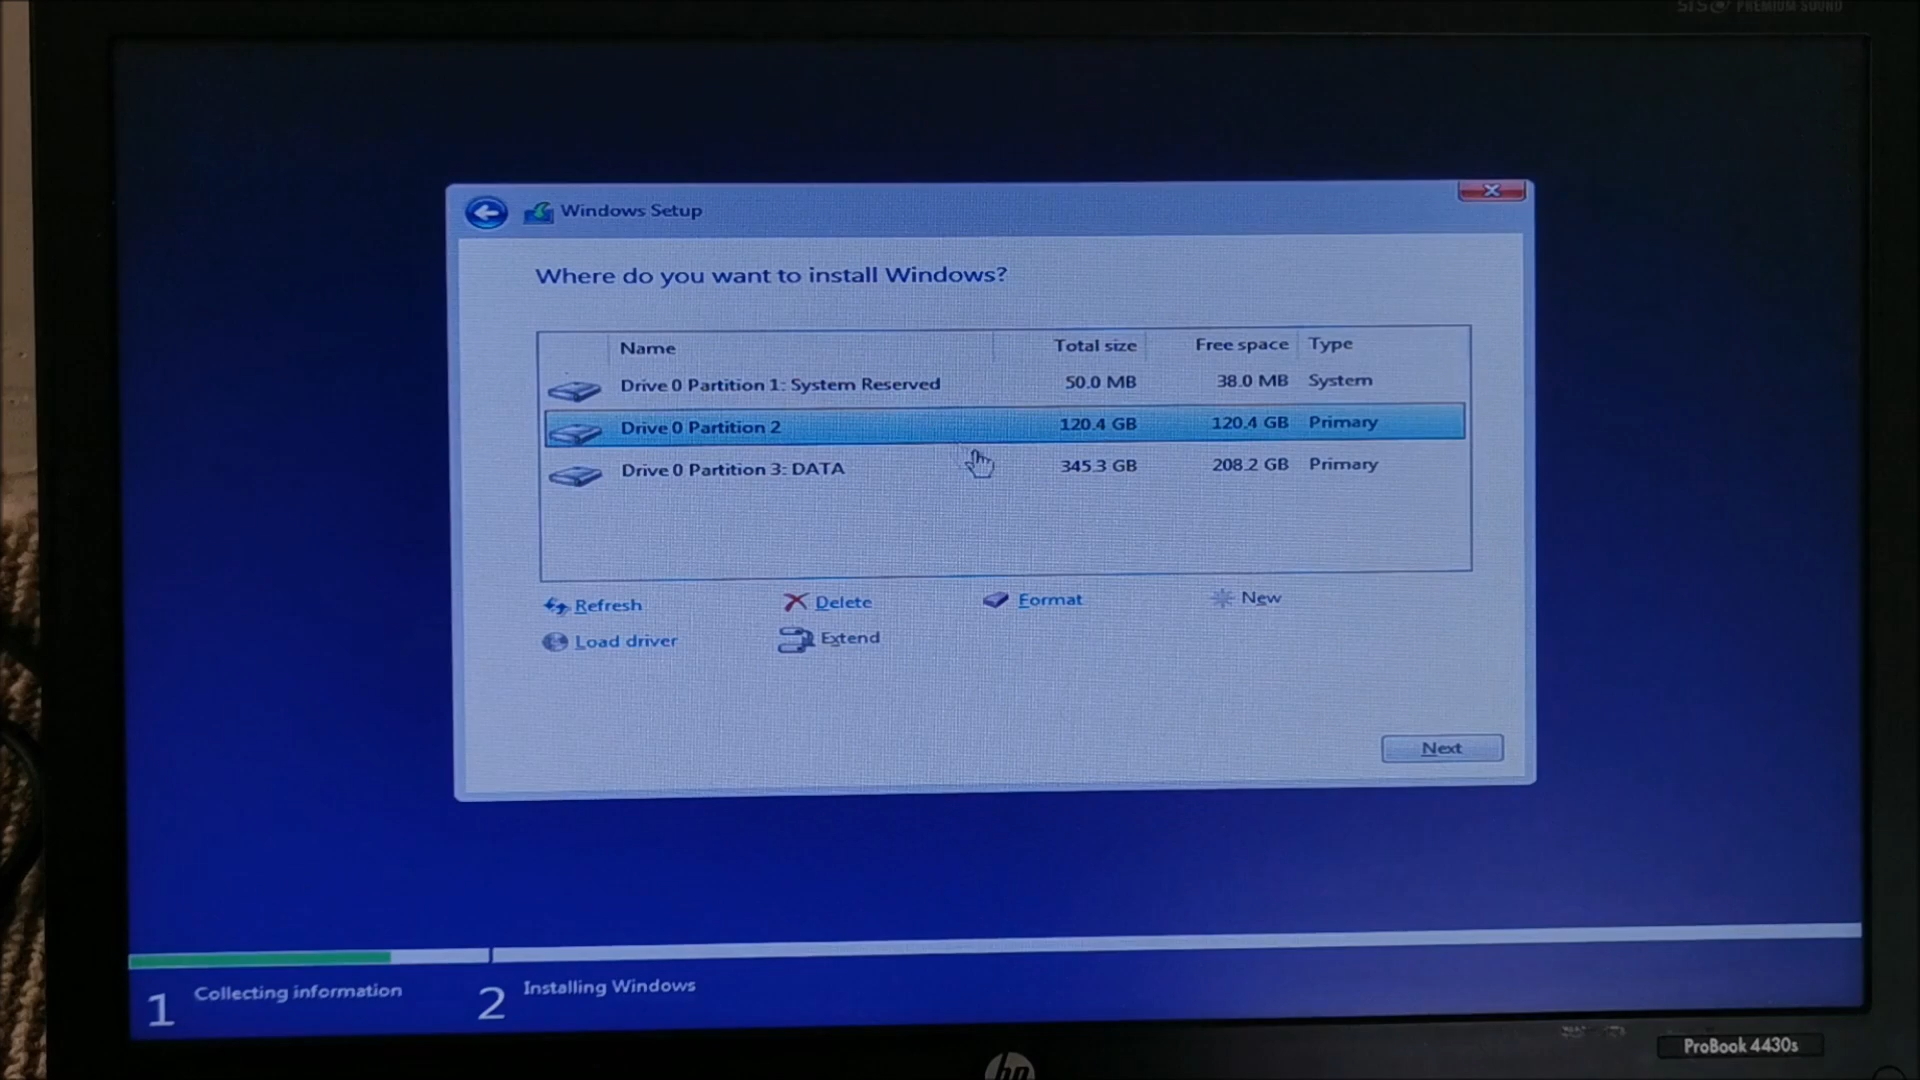 PREMIUM SOUND
Windows Setup
Where do you want to install Windows?
Name Total size Free space Type
Drive 0 Partition 1: System Reserved 50.0 MB 38.0 MB System
Drive 0 Partition 2 120.4 GB 120.4 GB Primary
Drive 0 Partition 3: DATA 345.3 GB 208.2 GB Primary
Refresh Delete Format New
Load driver Extend
Next
1 Collecting information 2 Installing Windows
ProBook 4430s
hp